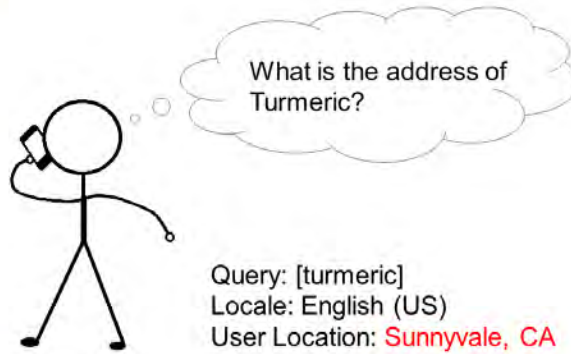 What is the address of
Turmeric?
Query: [turmeric]
Locale: English (US)
User Location: Sunnyvale, CA